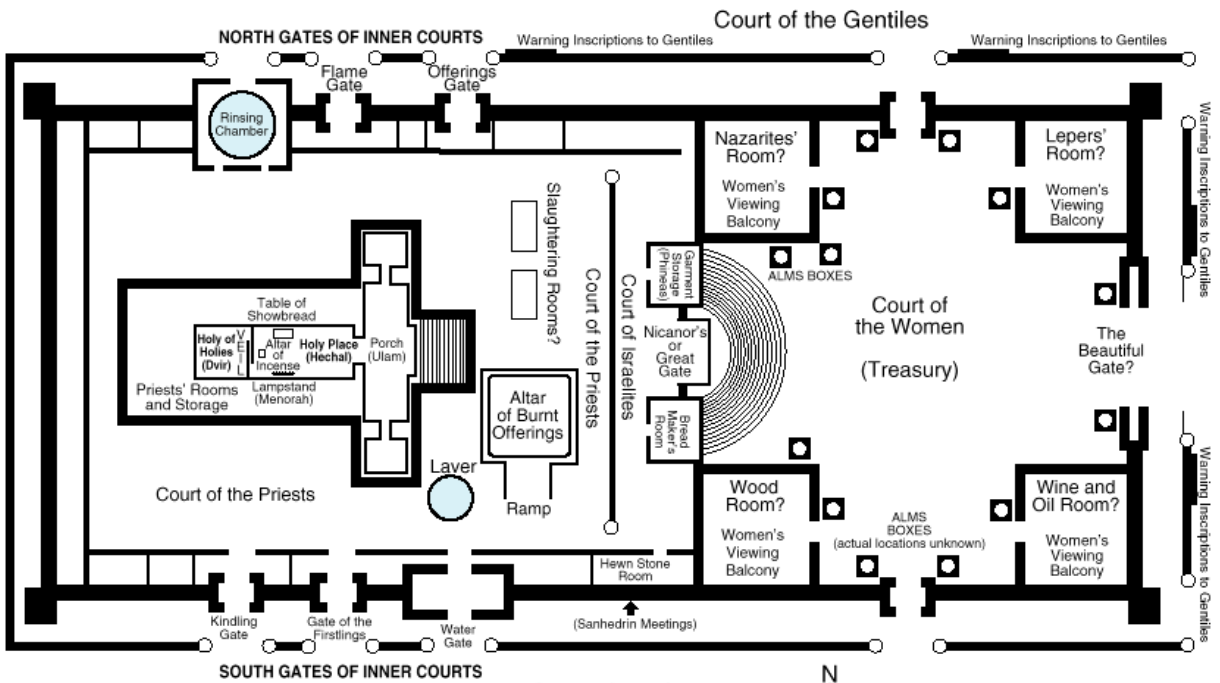 Court of the Gentiles
NORTH GATES OF INNER COURTS
Warning Inscriptions to Gentiles
Warning Inscriptions to Gentiles
Flame
Gate
Offerings
Gate
Rinsing
Chamber
Nazarites'
Room?
Women's
Viewing
Balcony
Lepers'
Room?
Women's
Viewing
Balcony
Warning Inscriptions to Gentiles
Slaughtering Rooms?
Court of the Priests
Court of Israelites
Garment
Storage
(Phineas)
ALMS BOXES
Table of
Showbread
Holy of
Holies
(Dvir)
VEIL
Altar
of
Incense
Holy Place
(Hechal)
Porch
(Ulam)
Lampstand
(Menorah)
Priests' Rooms
and Storage
Nicanor's
or
Great
Gate
Court of
the Women
(Treasury)
The
Beautiful
Gate?
Altar
of Burnt
Offerings
Bread
Maker's
Room
Laver
Ramp
Court of the Priests
Wood
Room?
Women's
Viewing
Balcony
ALMS
BOXES
(actual locations unknown)
Wine and
Oil Room?
Women's
Viewing
Balcony
Warning Inscriptions to Gentiles
Hewn Stone
Room
(Sanhedrin Meetings)
Kindling
Gate
Gate of the
Firstlings
Water
Gate
SOUTH GATES OF INNER COURTS
N